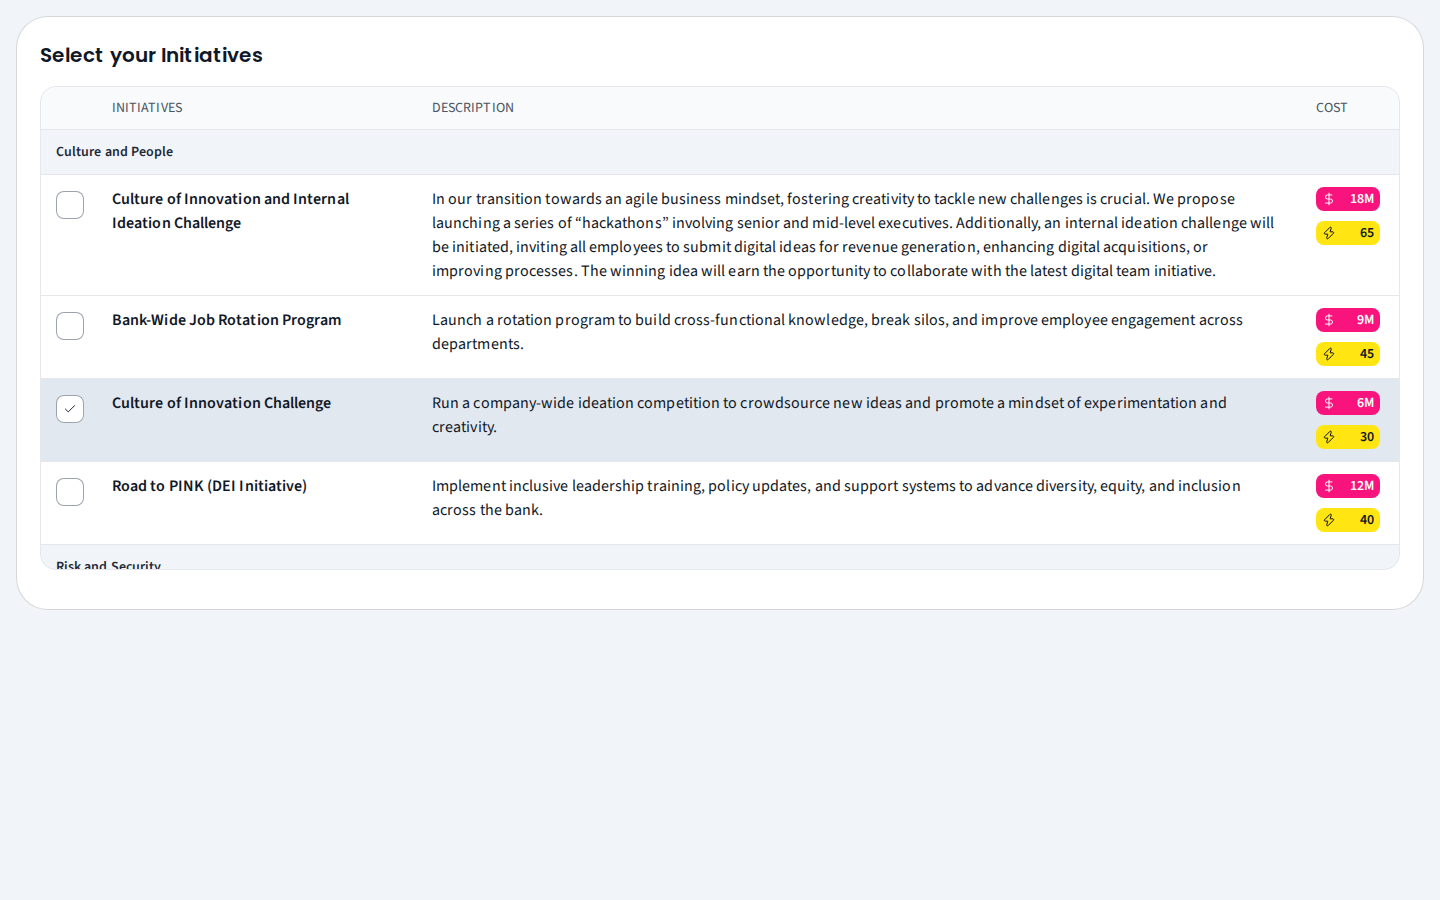 Select your Initiatives
INITIATIVES DESCRIPTION COST
Culture and People
Culture of Innovation and Internal
Ideation Challenge
In our transition towards an agile business mindset, fostering creativity to tackle new challenges is crucial. We propose
launching a series of “hackathons” involving senior and mid-level executives. Additionally, an internal ideation challenge will
be initiated, inviting all employees to submit digital ideas for revenue generation, enhancing digital acquisitions, or
improving processes. The winning idea will earn the opportunity to collaborate with the latest digital team initiative.
$ 18M
65
Bank-Wide Job Rotation Program
Launch a rotation program to build cross-functional knowledge, break silos, and improve employee engagement across
departments.
$ 9M
45
Culture of Innovation Challenge
Run a company-wide ideation competition to crowdsource new ideas and promote a mindset of experimentation and
creativity.
$ 6M
30
Road to PINK (DEI Initiative)
Implement inclusive leadership training, policy updates, and support systems to advance diversity, equity, and inclusion
across the bank.
$ 12M
40
Risk and Security